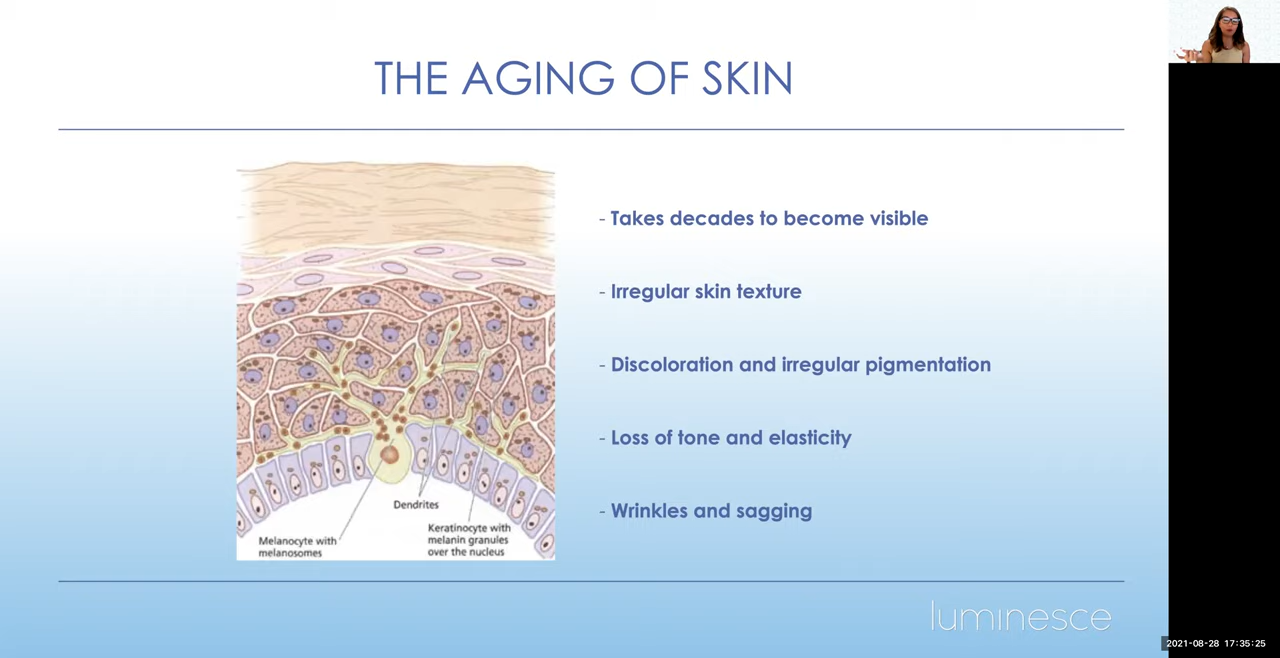 THE AGING OF SKIN
- Takes decades to become visible
- Irregular skin texture
- Discoloration and irregular pigmentation
- Loss of tone and elasticity
- Wrinkles and sagging
Dendrites
Melanocyte with
melanosomes
Keratinocyte with
melanin granules
over the nucleus
luminesce
2021-08-28 17:35:25